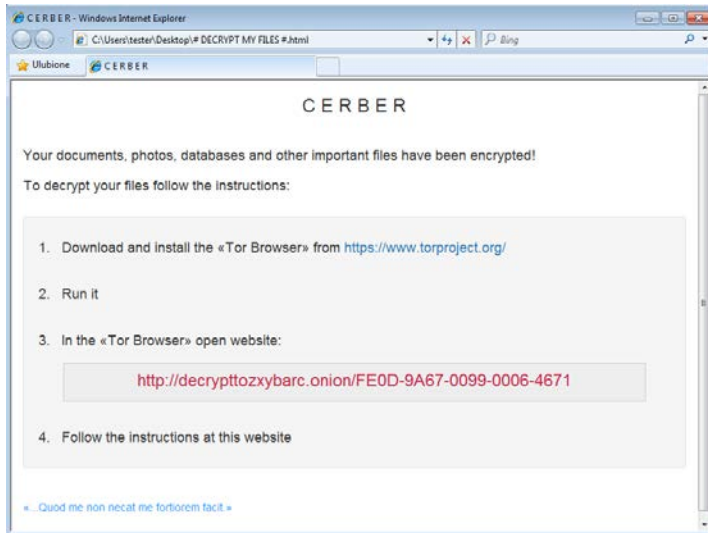 CERBER - Windows Internet Explorer
C:\Users\tester\Desktop\# DECRYPT MY FILES #.html
Bing
Ulubione
CERBER
CERBER
Your documents, photos, databases and other important files have been encrypted!
To decrypt your files follow the instructions:
1. Download and install the «Tor Browser» from https://www.torproject.org/
2. Run it
3. In the «Tor Browser» open website:
http://decrypttozxybarc.onion/FE0D-9A67-0099-0006-4671
4. Follow the instructions at this website
«...Quod me non necat me fortiorem facit.»